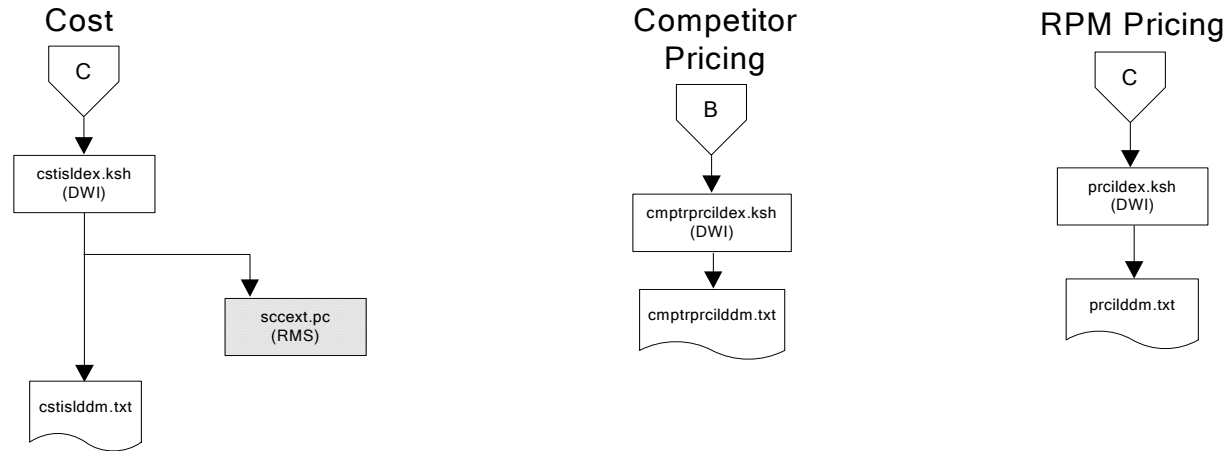 Cost
C
cstisldex.ksh
(DWI)
sccext.pc
(RMS)
cstislddm.txt
Competitor
Pricing
B
cmptrprcildex.ksh
(DWI)
cmptrprcilddm.txt
RPM Pricing
C
prcildex.ksh
(DWI)
prcilddm.txt